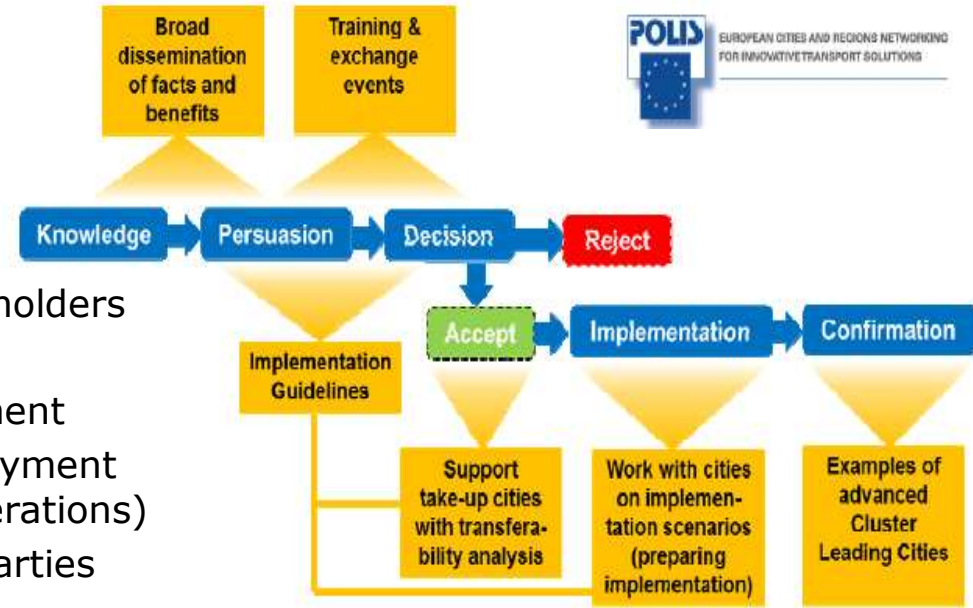 Broad
dissemination
of facts and
benefits
Training &
exchange
events
POLIS
EUROPEAN CITIES AND REGIONS NETWORKING
FOR INNOVATIVE TRANSPORT SOLUTIONS
Knowledge
Persuasion
Decision
Reject
holders
Accept
Implementation
Confirmation
Implementation
Guidelines
ment
oyment
erations)
arties
Support
take-up cities
with transfera-
bility analysis
Work with cities
on implemen-
tation scenarios
(preparing
implementation)
Examples of
advanced
Cluster
Leading Cities